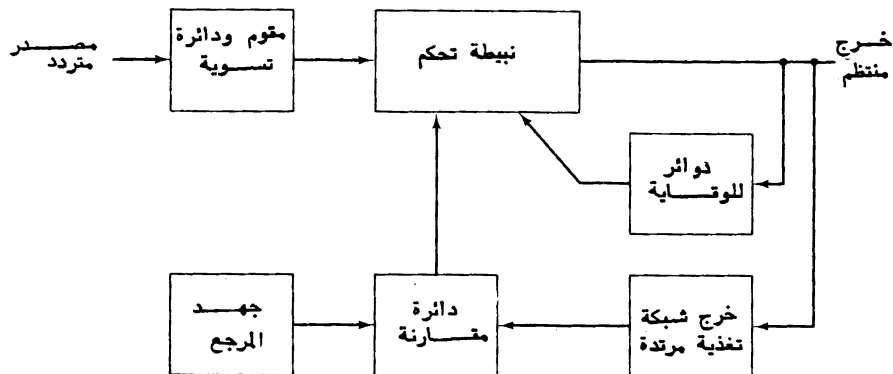 مصدر
متردد
مقوم ودائرة
تسوية
نبيطة تحكم
خرج
منتظم
دوائر
للوقاية
جهد
المرجع
دائرة
مقارنة
خرج شبكة
تغذية مرتدة